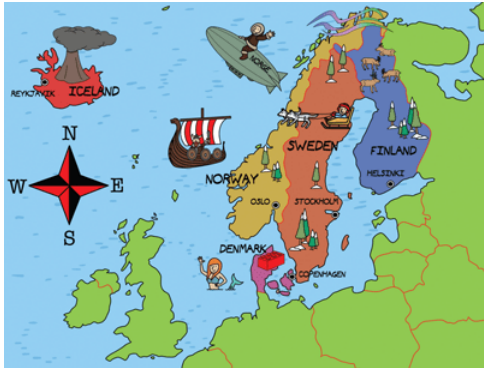 NORGE
REYKJAVIK
ICELAND
N
W
E
S
SWEDEN
FINLAND
NORWAY
HELSINKI
OSLO
STOCKHOLM
DENMARK
COPENHAGEN